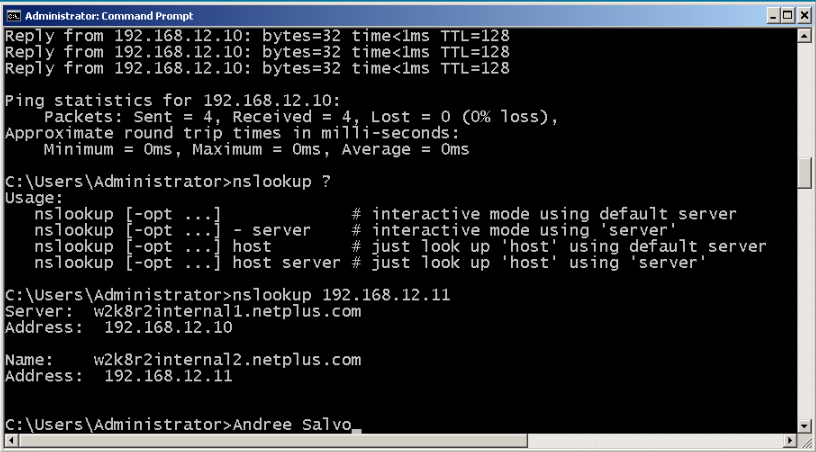 Administrator: Command Prompt
Reply from 192.168.12.10: bytes=32 time<1ms TTL=128
Reply from 192.168.12.10: bytes=32 time<1ms TTL=128
Reply from 192.168.12.10: bytes=32 time<1ms TTL=128
Ping statistics for 192.168.12.10:
    Packets: Sent = 4, Received = 4, Lost = 0 (0% loss),
Approximate round trip times in milli-seconds:
    Minimum = 0ms, Maximum = 0ms, Average = 0ms
C:\Users\Administrator>nslookup ?
Usage:
   nslookup [-opt ...]             # interactive mode using default server
   nslookup [-opt ...] - server    # interactive mode using 'server'
   nslookup [-opt ...] host        # just look up 'host' using default server
   nslookup [-opt ...] host server # just look up 'host' using 'server'
C:\Users\Administrator>nslookup 192.168.12.11
Server:  w2k8r2internal1.netplus.com
Address:  192.168.12.10
Name:    w2k8r2internal2.netplus.com
Address:  192.168.12.11
C:\Users\Administrator>Andree Salvo_